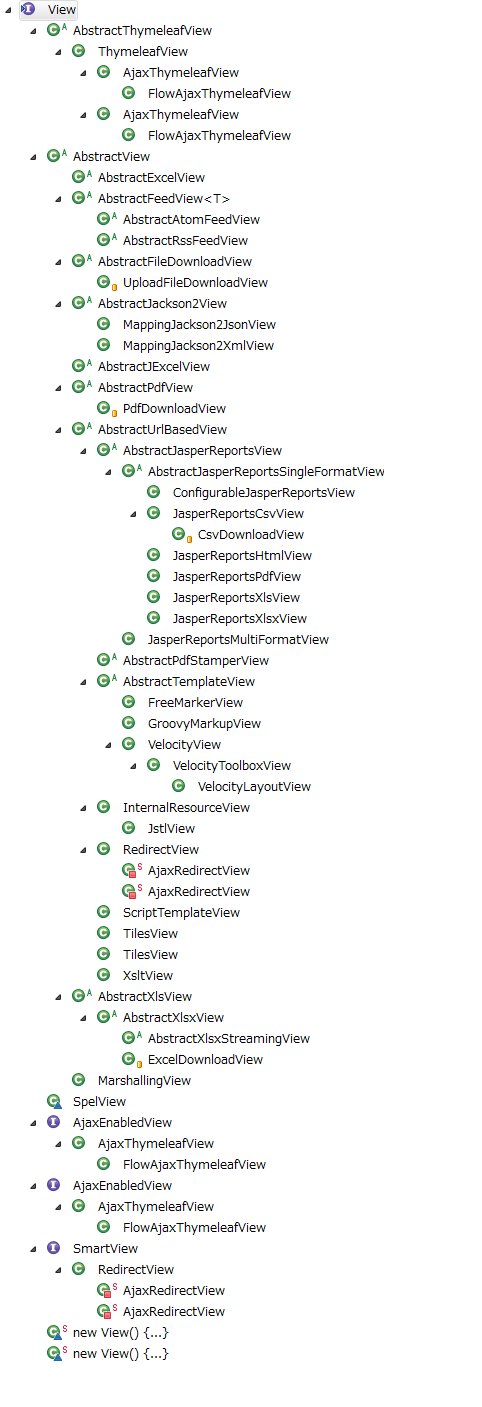 View
AbstractThymeleafView
ThymeleafView
AjaxThymeleafView
FlowAjaxThymeleafView
AjaxThymeleafView
FlowAjaxThymeleafView
AbstractView
AbstractExcelView
AbstractFeedView<T>
AbstractAtomFeedView
AbstractRssFeedView
AbstractFileDownloadView
UploadFileDownloadView
AbstractJackson2View
MappingJackson2JsonView
MappingJackson2XmlView
AbstractJExcelView
AbstractPdfView
PdfDownloadView
AbstractUrlBasedView
AbstractJasperReportsView
AbstractJasperReportsSingleFormatView
ConfigurableJasperReportsView
JasperReportsCsvView
CsvDownloadView
JasperReportsHtmlView
JasperReportsPdfView
JasperReportsXlsView
JasperReportsXlsxView
JasperReportsMultiFormatView
AbstractPdfStamperView
AbstractTemplateView
FreeMarkerView
GroovyMarkupView
VelocityView
VelocityToolboxView
VelocityLayoutView
InternalResourceView
JstlView
RedirectView
AjaxRedirectView
AjaxRedirectView
ScriptTemplateView
TilesView
TilesView
XsltView
AbstractXlsView
AbstractXlsxView
AbstractXlsxStreamingView
ExcelDownloadView
MarshallingView
SpelView
AjaxEnabledView
AjaxThymeleafView
FlowAjaxThymeleafView
AjaxEnabledView
AjaxThymeleafView
FlowAjaxThymeleafView
SmartView
RedirectView
AjaxRedirectView
AjaxRedirectView
new View() {...}
new View() {...}